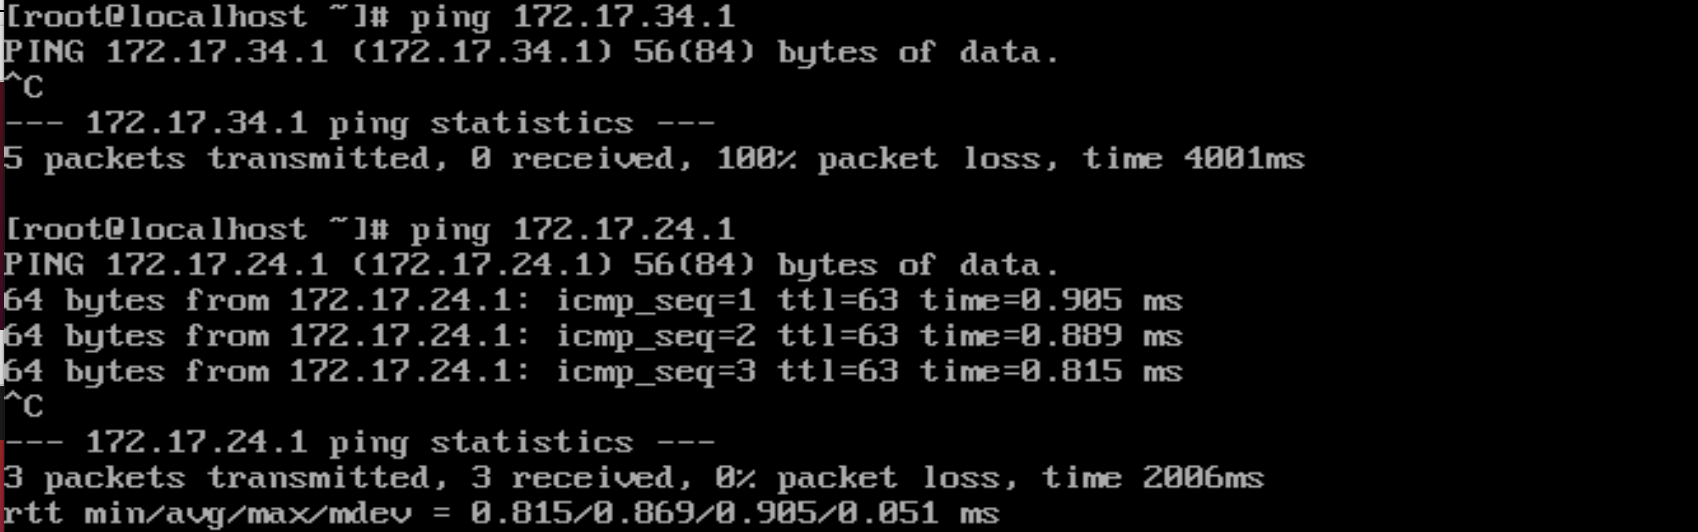 [root@localhost ~]# ping 172.17.34.1
PING 172.17.34.1 (172.17.34.1) 56(84) bytes of data.
^C
--- 172.17.34.1 ping statistics ---
5 packets transmitted, 0 received, 100% packet loss, time 4001ms
[root@localhost ~]# ping 172.17.24.1
PING 172.17.24.1 (172.17.24.1) 56(84) bytes of data.
64 bytes from 172.17.24.1: icmp_seq=1 ttl=63 time=0.905 ms
64 bytes from 172.17.24.1: icmp_seq=2 ttl=63 time=0.889 ms
64 bytes from 172.17.24.1: icmp_seq=3 ttl=63 time=0.815 ms
^C
--- 172.17.24.1 ping statistics ---
3 packets transmitted, 3 received, 0% packet loss, time 2006ms
rtt min/avg/max/mdev = 0.815/0.869/0.905/0.051 ms